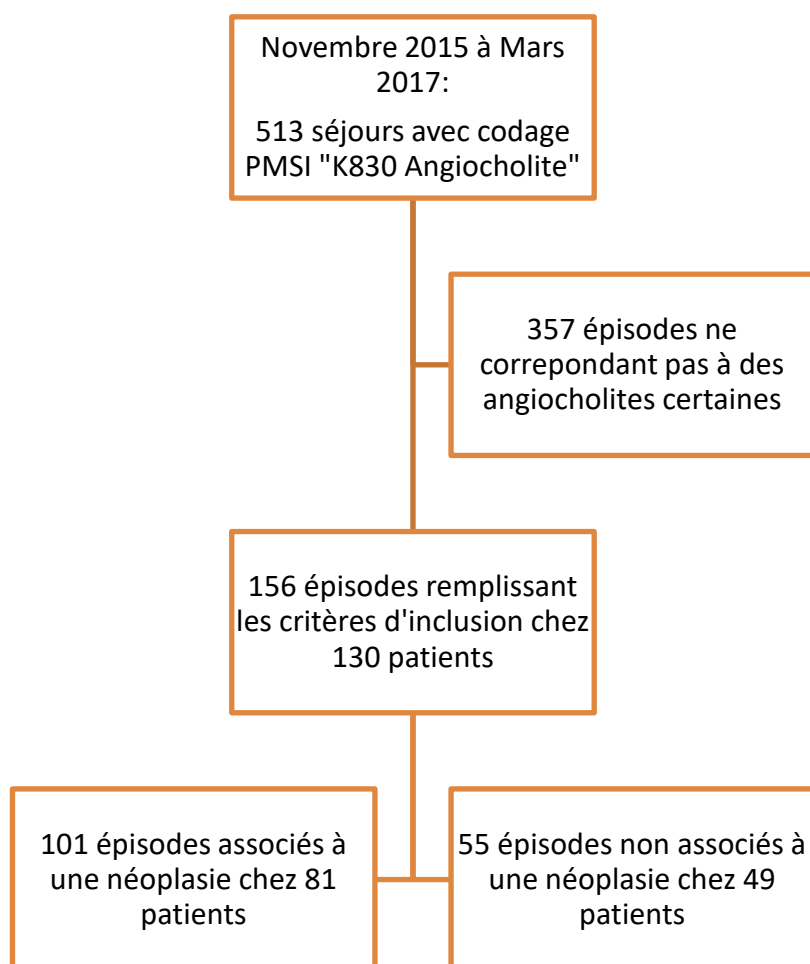 Novembre 2015 à Mars
2017:
513 séjours avec codage
PMSI "K830 Angiocholite"
357 épisodes ne
correpondant pas à des
angiocholites certaines
156 épisodes remplissant
les critères d'inclusion chez
130 patients
101 épisodes associés à
une néoplasie chez 81
patients
55 épisodes non associés à
une néoplasie chez 49
patients